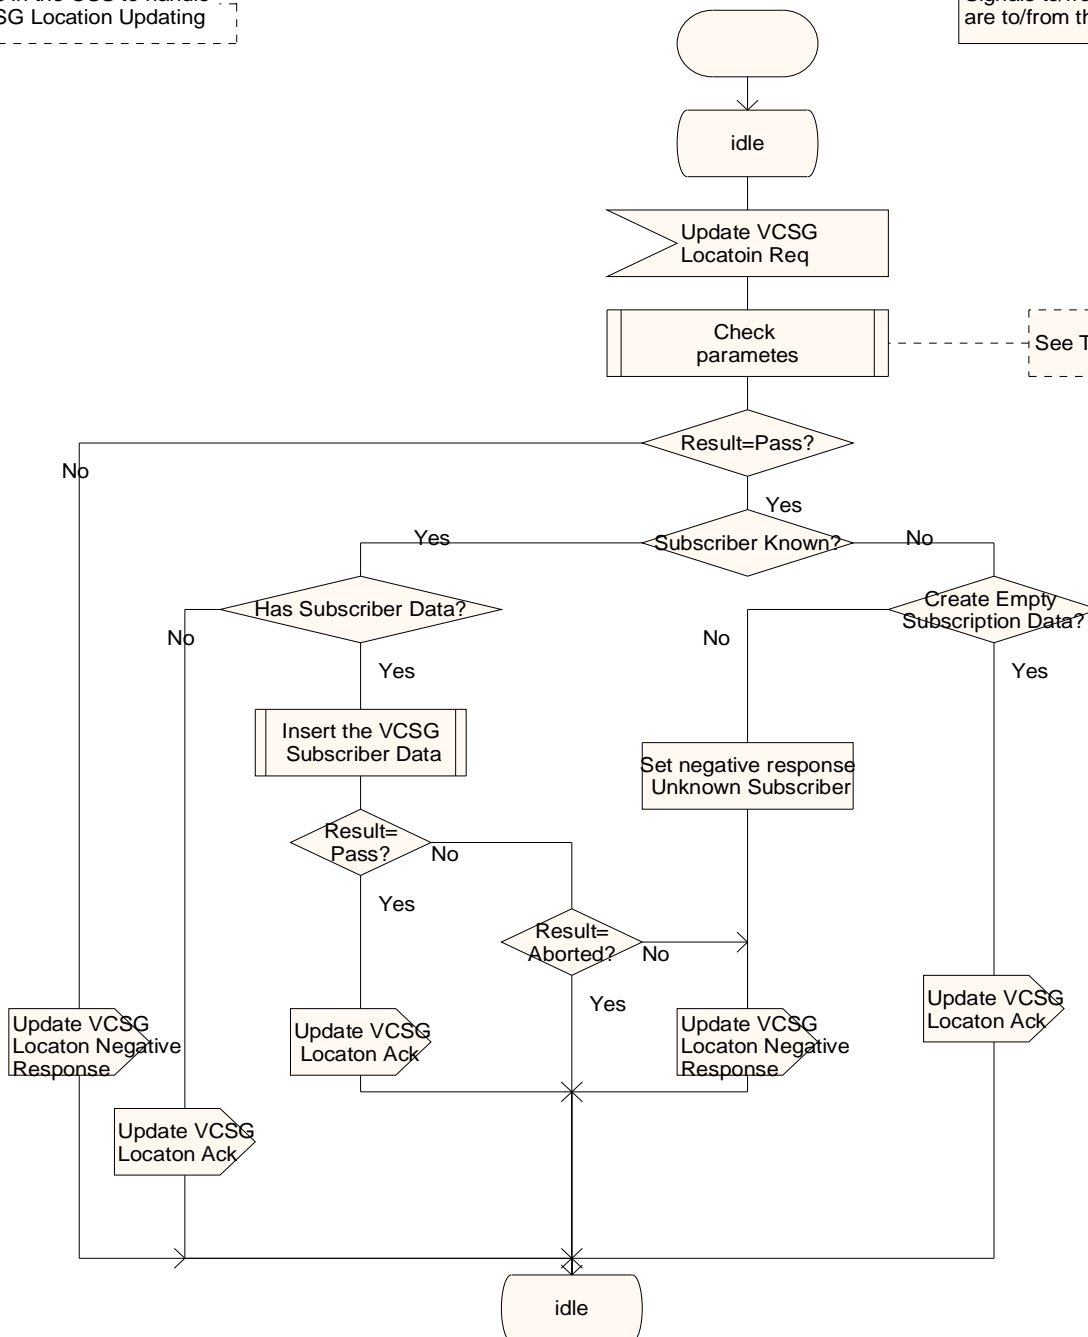 SG Location Updating
are to/from th
idle
Update VCSG
Locatoin Req
Check
parametes
See T
Result=Pass?
No
Yes
Subscriber Known?
Yes
No
Has Subscriber Data?
Create Empty
Subscription Data?
No
Yes
No
Yes
Insert the VCSG
Subscriber Data
Set negative response
Unknown Subscriber
Result=
Pass?
No
Yes
Result=
Aborted?
No
Yes
Update VCSG
Locaton Negative
Response
Update VCSG
Locaton Ack
Update VCSG
Locaton Negative
Response
Update VCSG
Locaton Ack
Update VCSG
Locaton Ack
idle